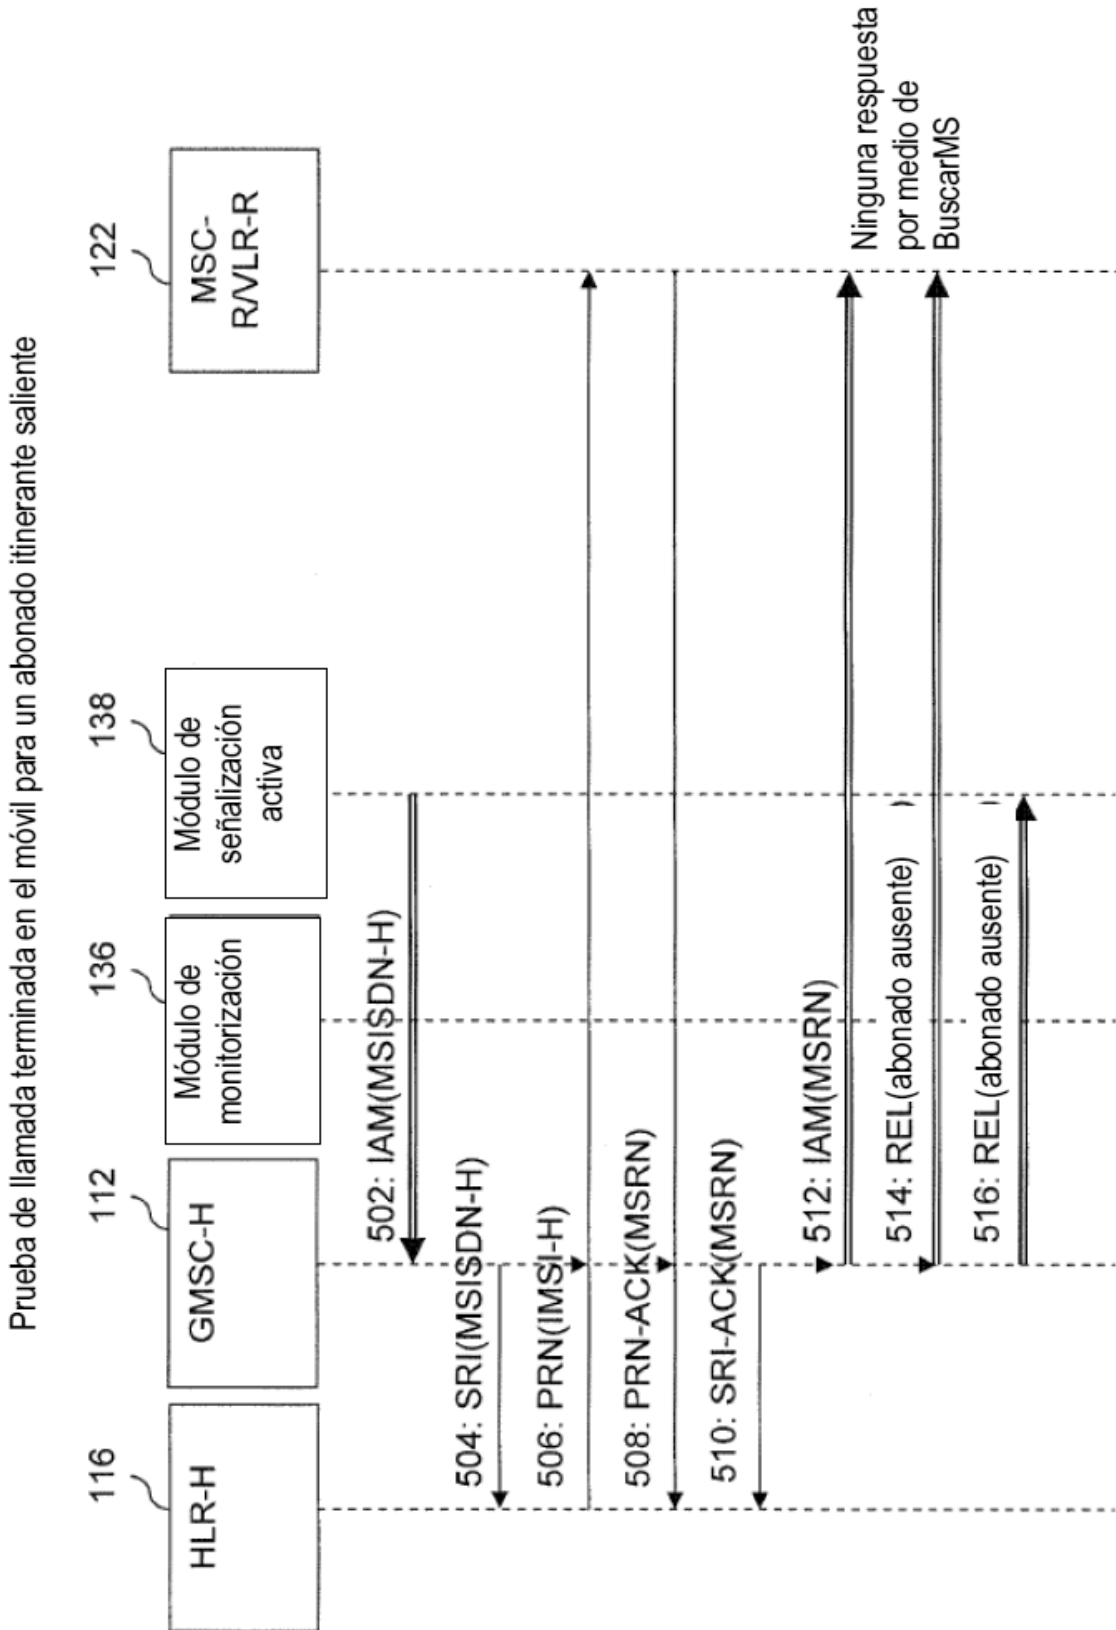 Prueba de llamada terminada en el móvil para un abonado itinerante saliente
116
112
136
138
122
HLR-H
GMSC-H
Módulo de
monitorización
Módulo de
señalización
activa
MSC-
R/VLR-R
502: IAM(MSISDN-H)
504: SRI(MSISDN-H)
506: PRN(IMSI-H)
508: PRN-ACK(MSRN)
510: SRI-ACK(MSRN)
512: IAM(MSRN)
Ninguna respuesta
por medio de
BuscarMS
514: REL(abonado ausente)
516: REL(abonado ausente)